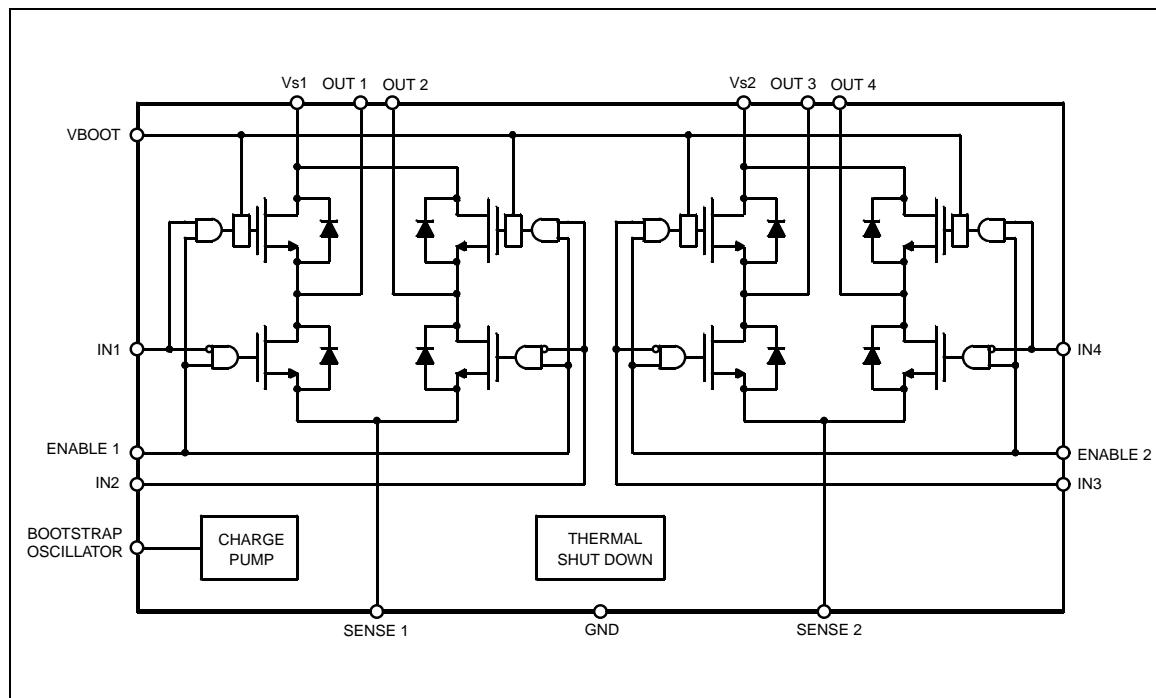 Vs1
OUT 1
OUT 2
Vs2
OUT 3
OUT 4
VBOOT
IN1
IN4
ENABLE 1
ENABLE 2
IN2
IN3
BOOTSTRAP
OSCILLATOR
CHARGE
PUMP
THERMAL
SHUT DOWN
SENSE 1
GND
SENSE 2